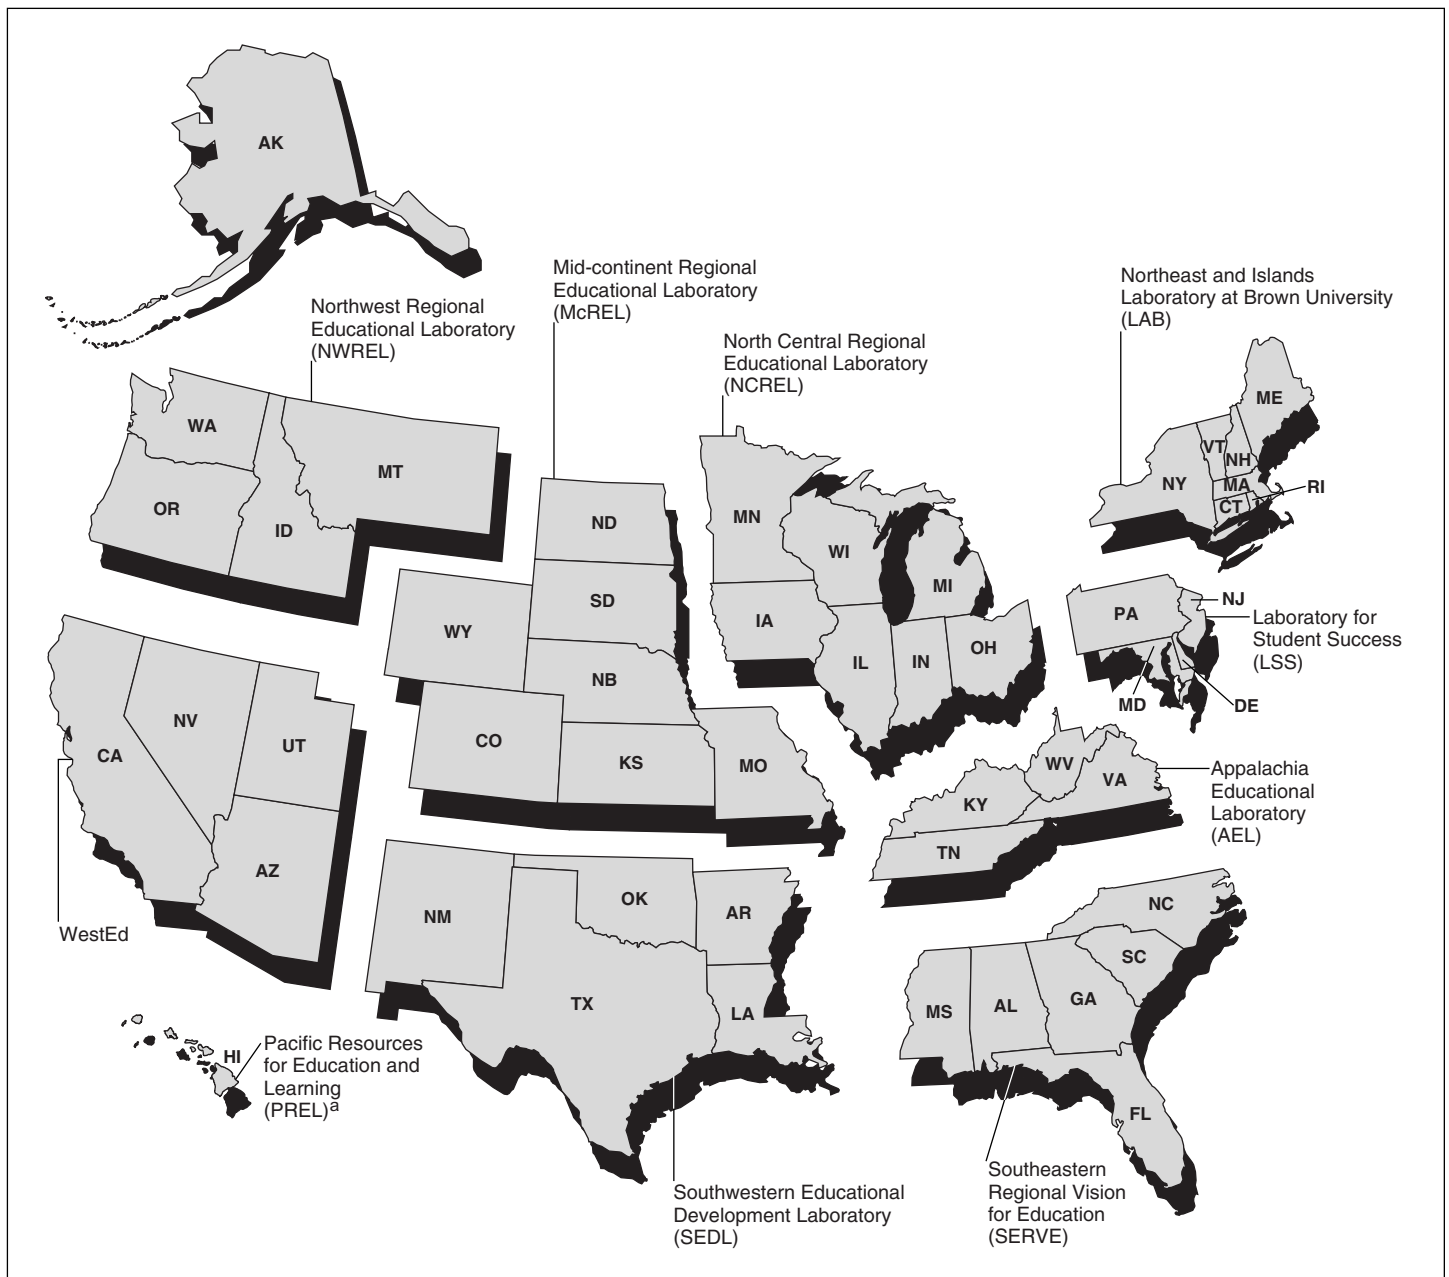 AK
Mid-continent Regional
Educational Laboratory
(McREL)
Northeast and Islands
Laboratory at Brown University
(LAB)
Northwest Regional
Educational Laboratory
(NWREL)
North Central Regional
Educational Laboratory
(NCREL)
WA
MT
OR
ID
ND
SD
WY
NB
CO
KS
MO
MN
WI
MI
IA
IL
IN
OH
ME
VT
NH
NY
MA
RI
CT
PA
NJ
Laboratory for
Student Success
(LSS)
MD
DE
NV
UT
CA
AZ
WestEd
WV
VA
KY
TN
Appalachia
Educational
Laboratory
(AEL)
NM
OK
AR
TX
LA
NC
SC
MS
AL
GA
FL
HI
Pacific Resources
for Education and
Learning
(PREL)a
Southwestern Educational
Development Laboratory
(SEDL)
Southeastern
Regional Vision
for Education
(SERVE)